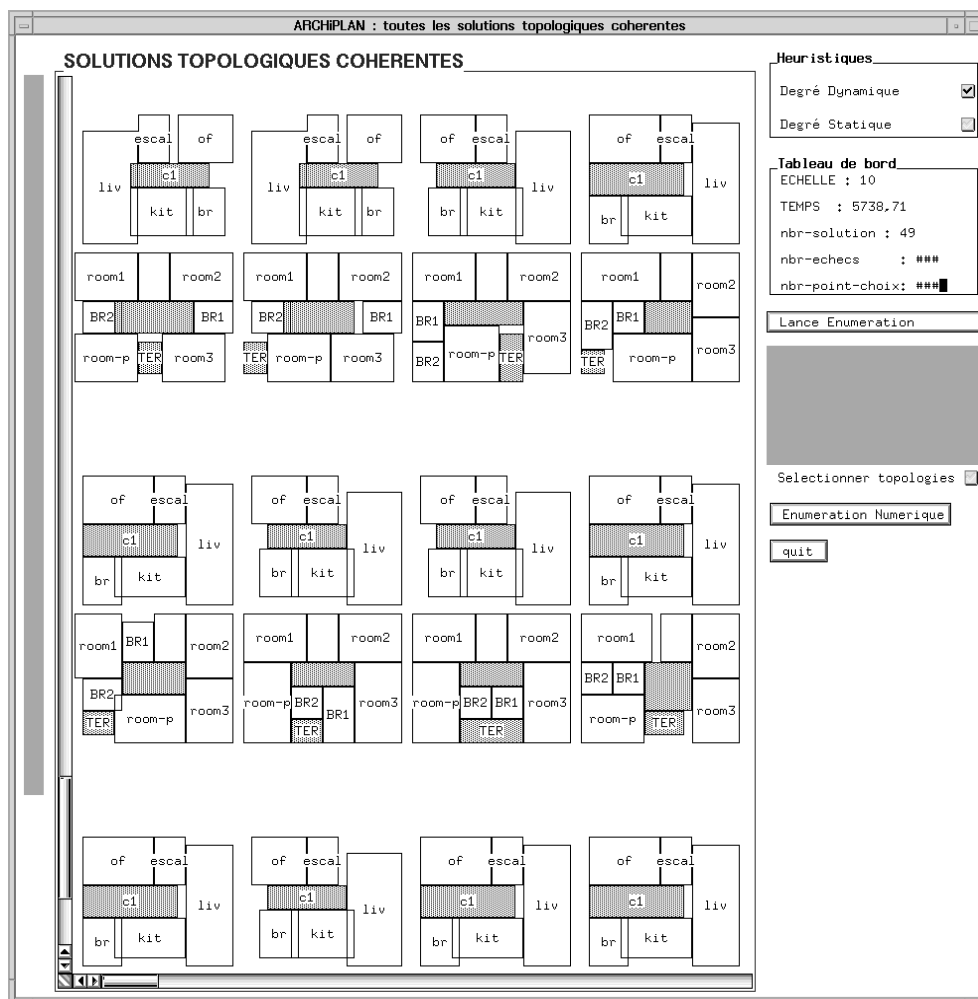 ARCHiPLAN : toutes les solutions topologiques coherentes
SOLUTIONS TOPOLOGIQUES COHERENTES
escal of escal of of escal of escal
liv c1 liv c1 c1 liv c1 liv
kit br kit br br kit br kit
room1 room2 room1 room2 room1 room2 room1 room2
BR2 BR1 BR2 BR1 BR1 BR2 BR1
room-p TER room3 TER room-p room3 BR2 room-p TER room3 TER room-p room3
of escal of escal of escal of escal
c1 liv c1 liv c1 liv c1 liv
br kit br kit br kit br kit
room1 BR1 room2 room1 room2 room1 room2 room1 room2
BR2 room-p BR2 BR1 room3 room-p BR2 BR1 room3 BR2 BR1
TER room-p room3 TER TER room-p TER room3
of escal of escal of escal of escal
c1 liv c1 liv c1 liv c1 liv
br kit br kit br kit br kit
Heuristiques
Degré Dynamique
Degré Statique
Tableau de bord
ECHELLE : 10
TEMPS : 5738,71
nbr-solution : 49
nbr-echecs : ###
nbr-point-choix: ###
Lance Enumeration
Selectionner topologies
Enumeration Numerique
quit